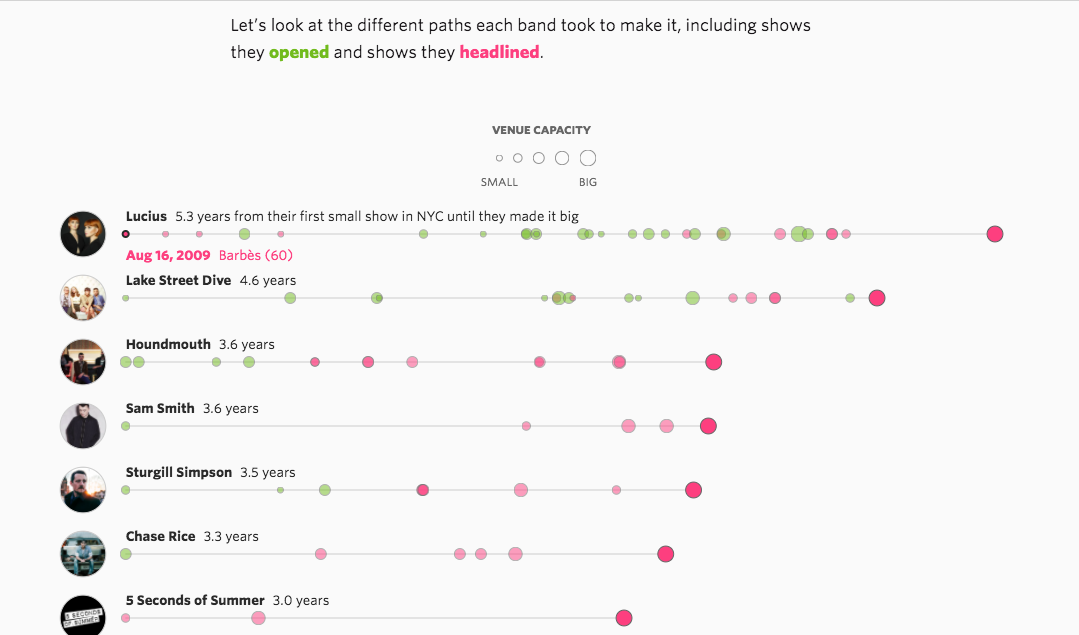 Let's look at the different paths each band took to make it, including shows
they opened and shows they headlined.
VENUE CAPACITY
SMALL BIG
Lucius 5.3 years from their first small show in NYC until they made it big
Aug 16, 2009 Barbès (60)
Lake Street Dive 4.6 years
Houndmouth 3.6 years
Sam Smith 3.6 years
Sturgill Simpson 3.5 years
Chase Rice 3.3 years
5 Seconds of Summer 3.0 years
5 SECONDS
OF SUMMER